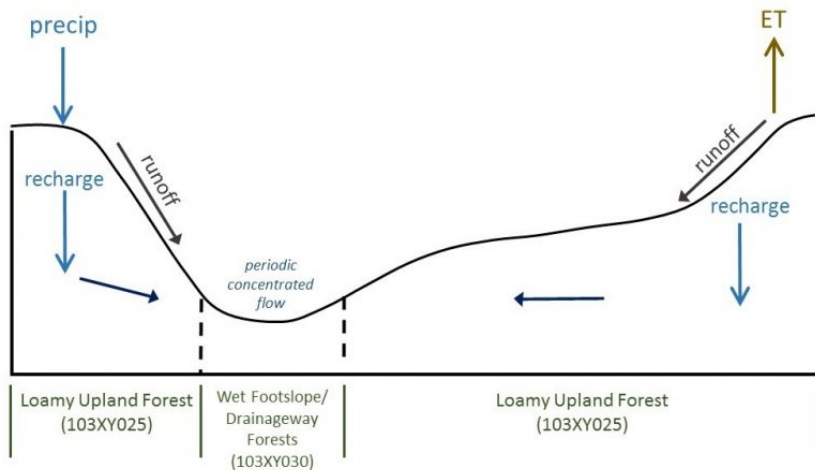 precip
ET
runoff
runoff
recharge
recharge
periodic
concentrated
flow
Loamy Upland Forest
(103XY025)
Wet Footslope/
Drainageway
Forests
(103XY030)
Loamy Upland Forest
(103XY025)